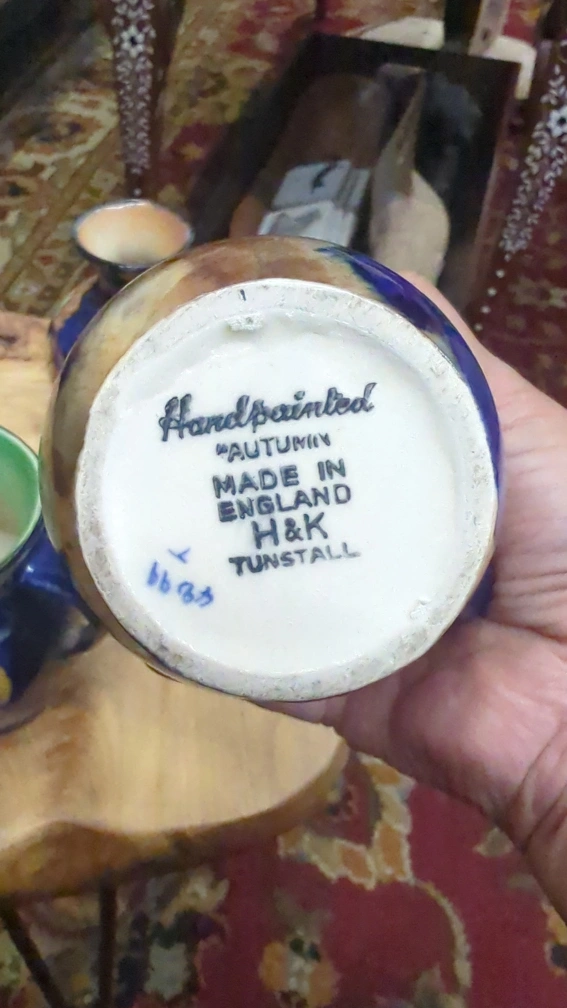 Handpainted
"AUTUMN"
MADE IN
ENGLAND
H&K
TUNSTALL